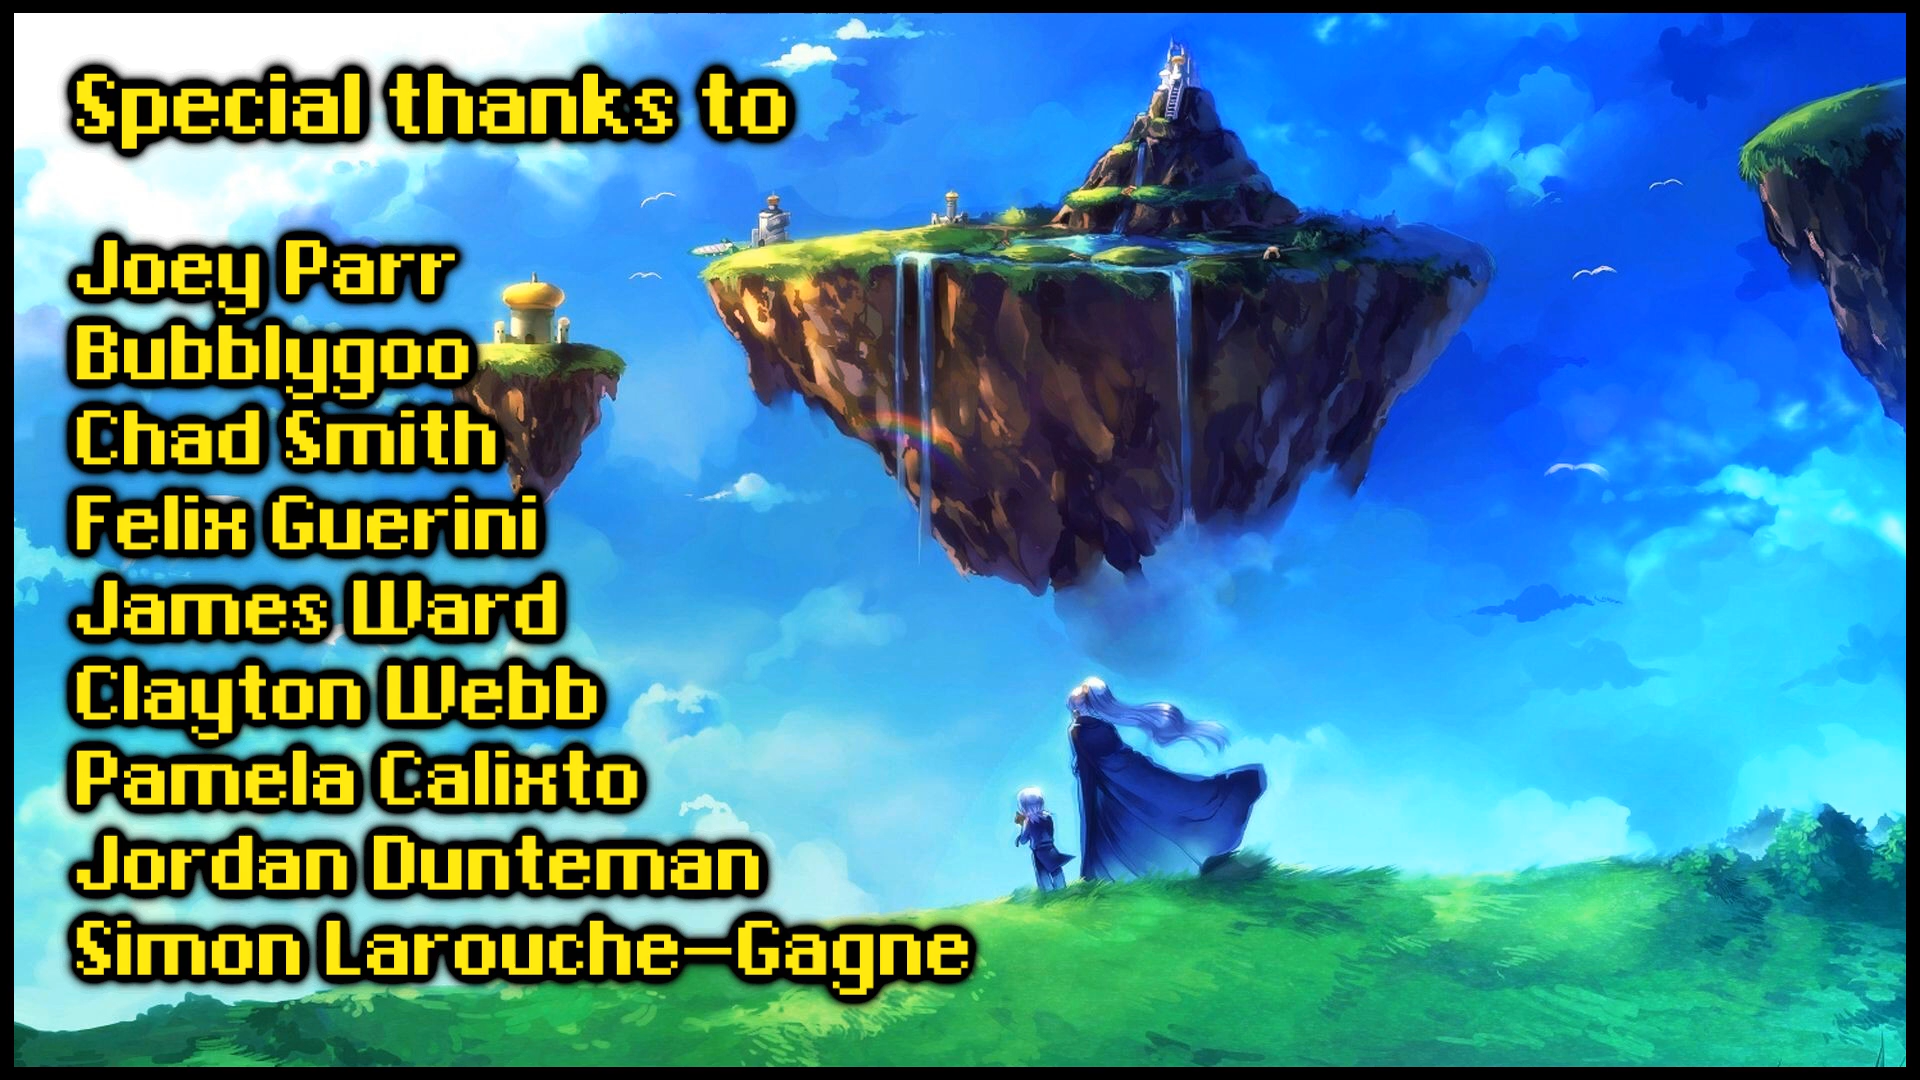 Special thanks to
Joey Parr
Bubblygoo
Chad Smith
Felix Guerini
James Ward
Clayton Webb
Pamela Calixto
Jordan Dunteman
Simon Larouche-Gagne